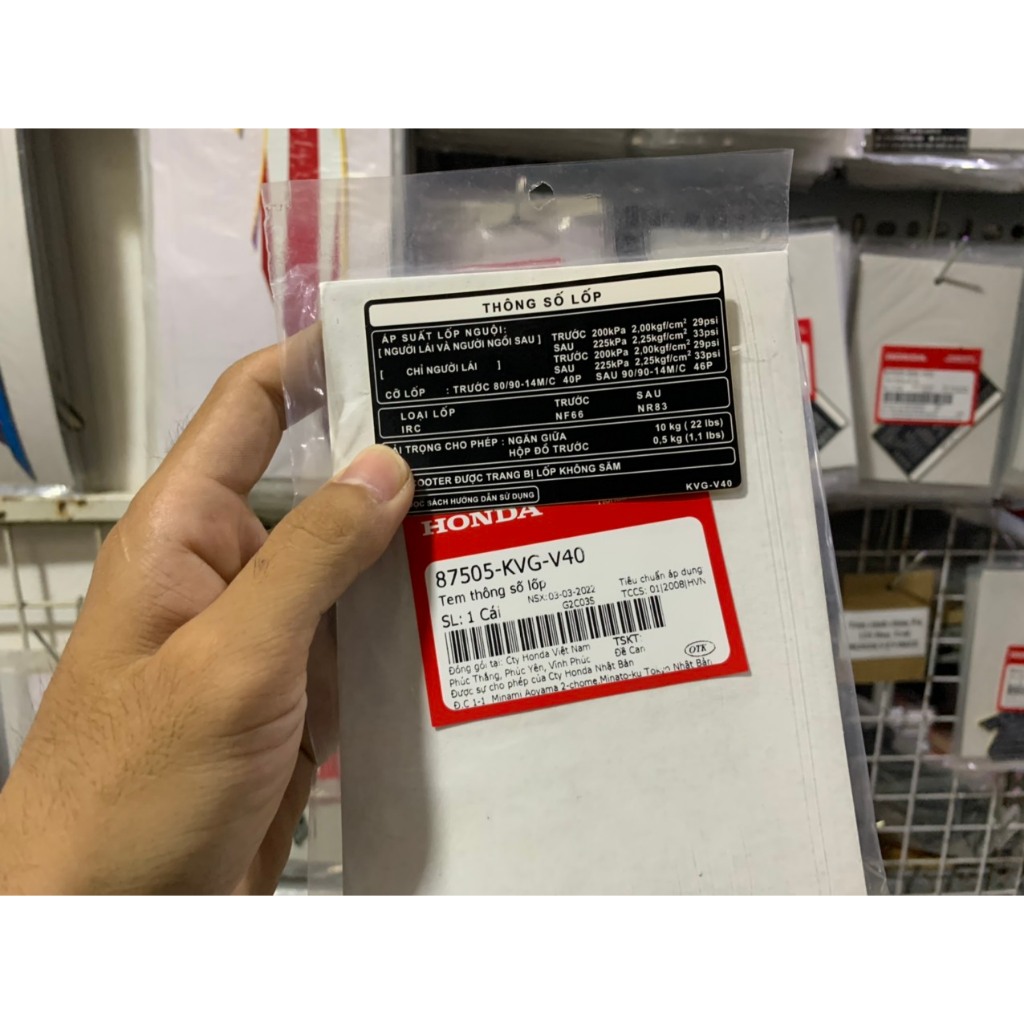 THÔNG SỐ LỐP
ÁP SUẤT LỐP NGUỘI:
[ NGƯỜI LÁI VÀ NGƯỜI NGỒI SAU ] TRƯỚC 200kPa 2,00kgf/cm² 29psi
SAU 225kPa 2,25kgf/cm² 33psi
[ CHỈ NGƯỜI LÁI ] TRƯỚC 200kPa 2,00kgf/cm² 29psi
SAU 225kPa 2,25kgf/cm² 33psi
CỠ LỐP : TRƯỚC 80/90-14M/C 40P SAU 90/90-14M/C 46P
LOẠI LỐP TRƯỚC SAU
IRC NF66 NR83
TẢI TRỌNG CHO PHÉP : NGĂN GIỮA 10 kg ( 22 lbs)
HỘP ĐỒ TRƯỚC 0,5 kg (1,1 lbs)
SCOOTER ĐƯỢC TRANG BỊ LỐP KHÔNG SĂM
ĐỌC SÁCH HƯỚNG DẪN SỬ DỤNG KVG-V40
HONDA
87505-KVG-V40
Tem thông số lốp
NSX: 03-03-2022 Tiêu chuẩn áp dụng
SL: 1 Cái G2C03S TCCS: 01|2008|HVN
TSKT:
Đóng gói tại: Cty Honda Việt Nam Đề Can
Phúc Thắng, Phúc Yên, Vĩnh Phúc OTK
Được sự cho phép của Cty Honda Nhật Bản
Đ.C 1-1, Minami Aoyama 2-chome Minato-ku Tokyo Nhật Bản
HONDA